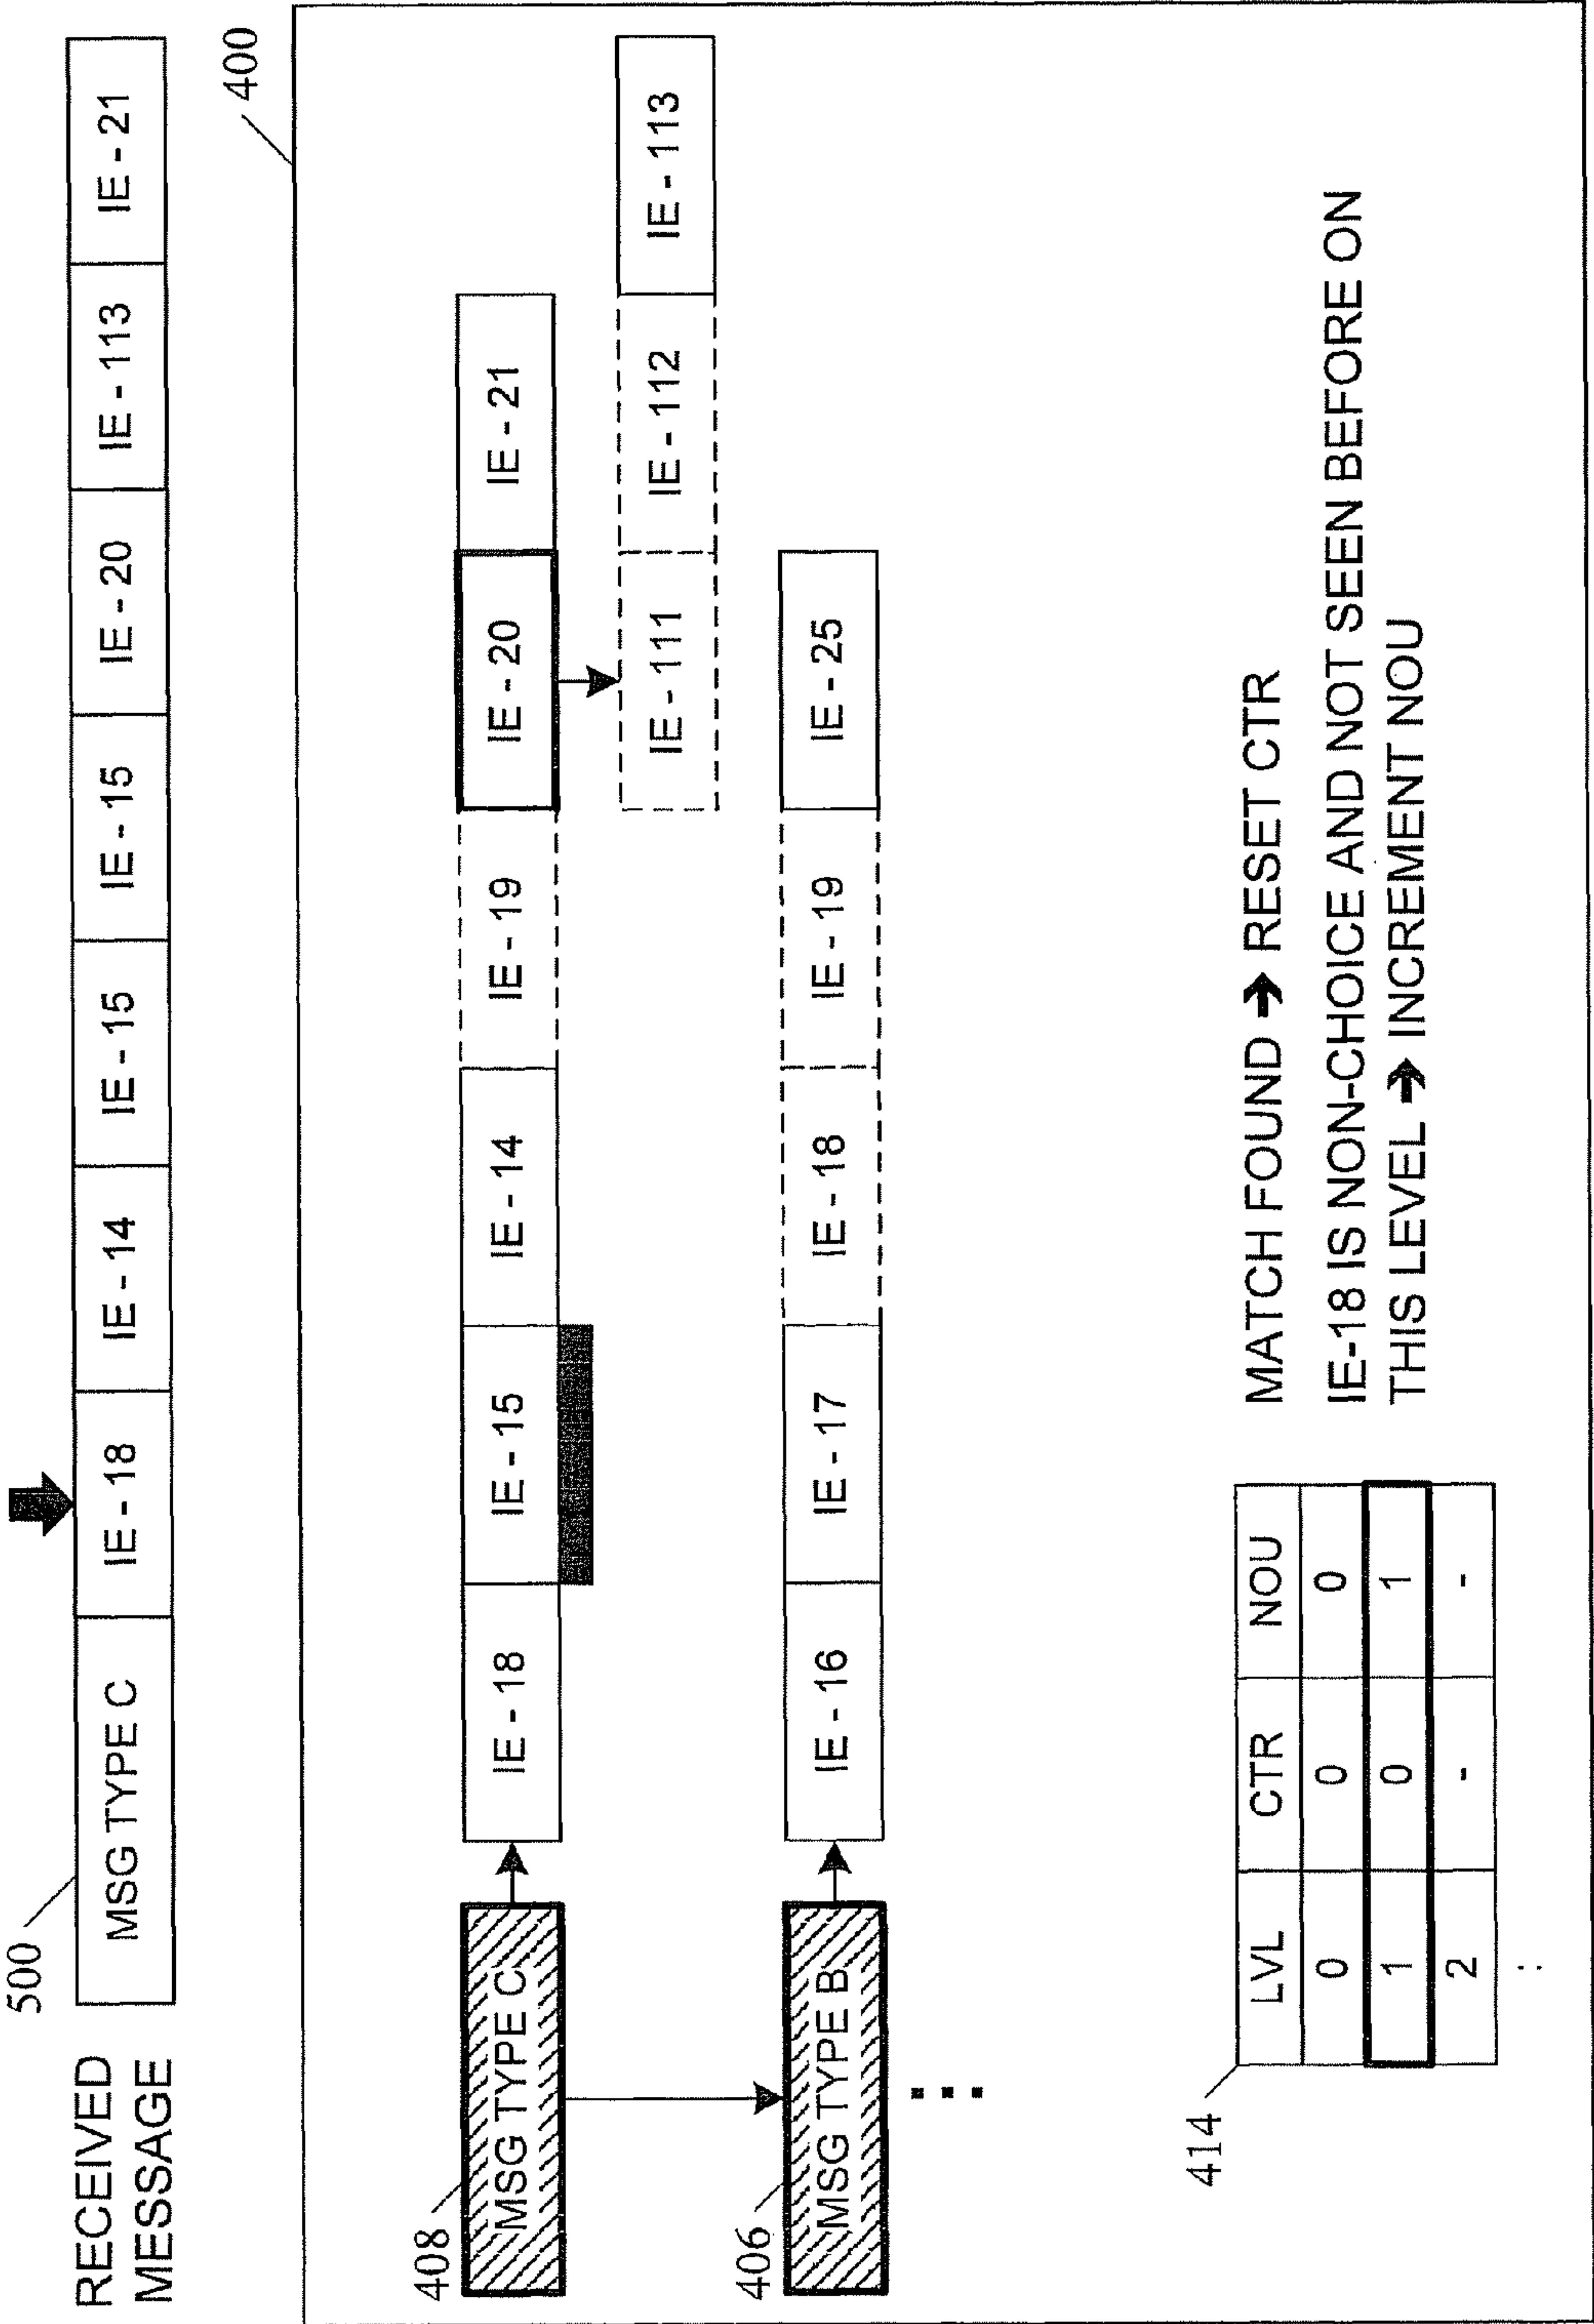 500
RECEIVED
MESSAGE
MSG TYPE C IE - 18 IE - 14 IE - 15 IE - 15 IE - 20 IE - 113 IE - 21
400
408
MSG TYPE C IE - 18 IE - 15 IE - 14 IE - 19 IE - 20 IE - 21
IE - 111 IE - 112 IE - 113
406
MSG TYPE B IE - 16 IE - 17 IE - 18 IE - 19 IE - 25
414
LVL CTR NOU
0 0 0
1 0 1
2 - -
:
MATCH FOUND ➔ RESET CTR
IE-18 IS NON-CHOICE AND NOT SEEN BEFORE ON
THIS LEVEL ➔ INCREMENT NOU